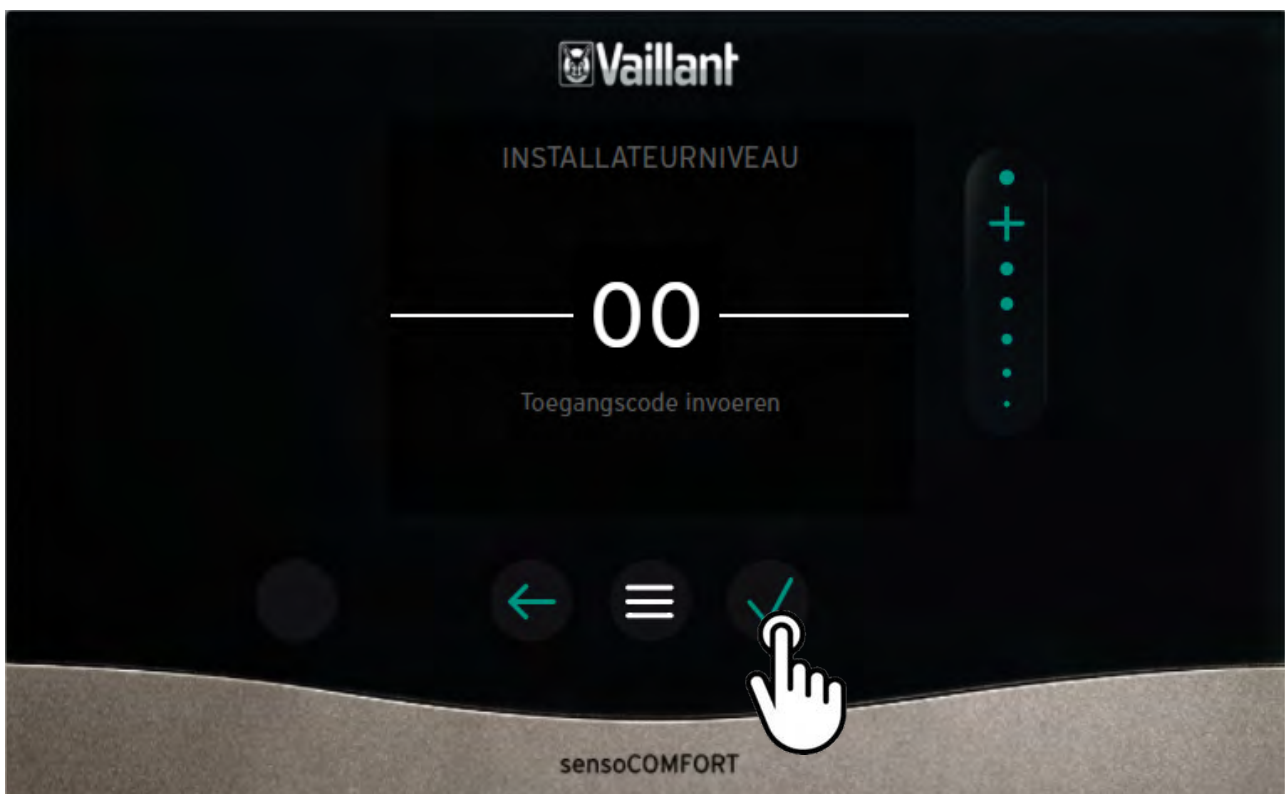 Vaillant
INSTALLATEURNIVEAU
00
Toegangscode invoeren
sensoCOMFORT